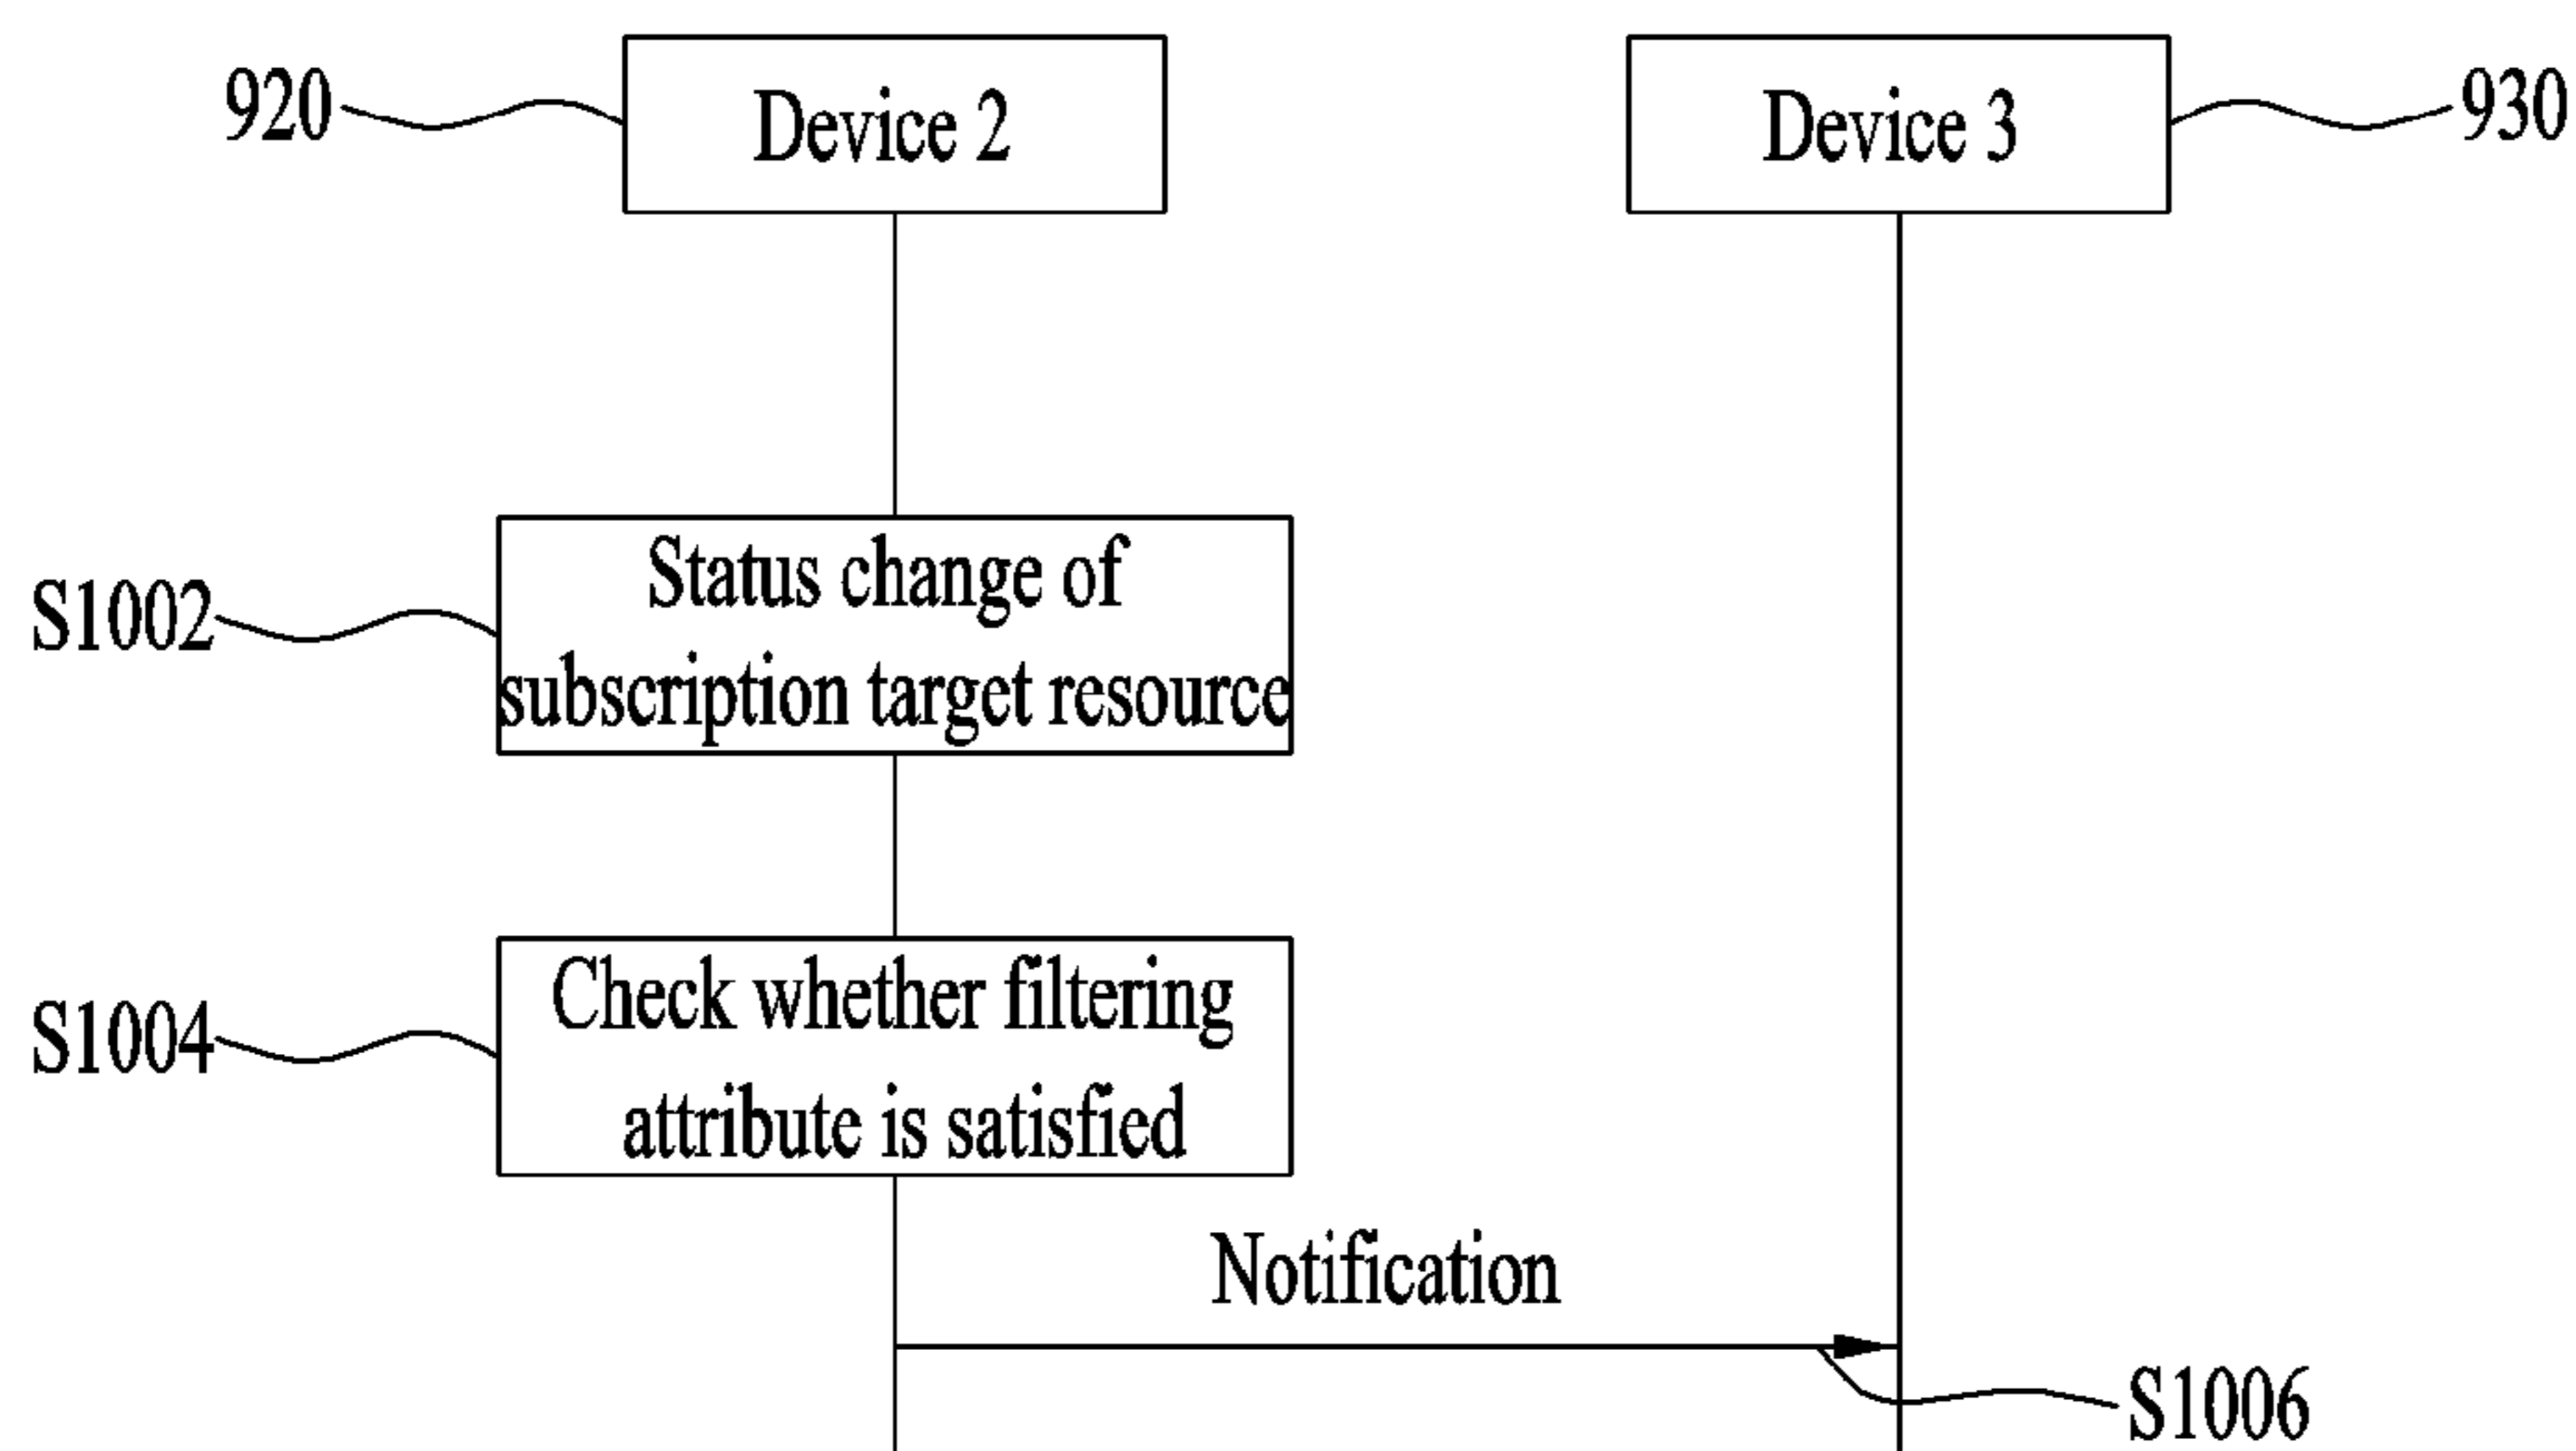 920
Device 2
Device 3
930
S1002
Status change of
subscription target resource
S1004
Check whether filtering
attribute is satisfied
Notification
S1006